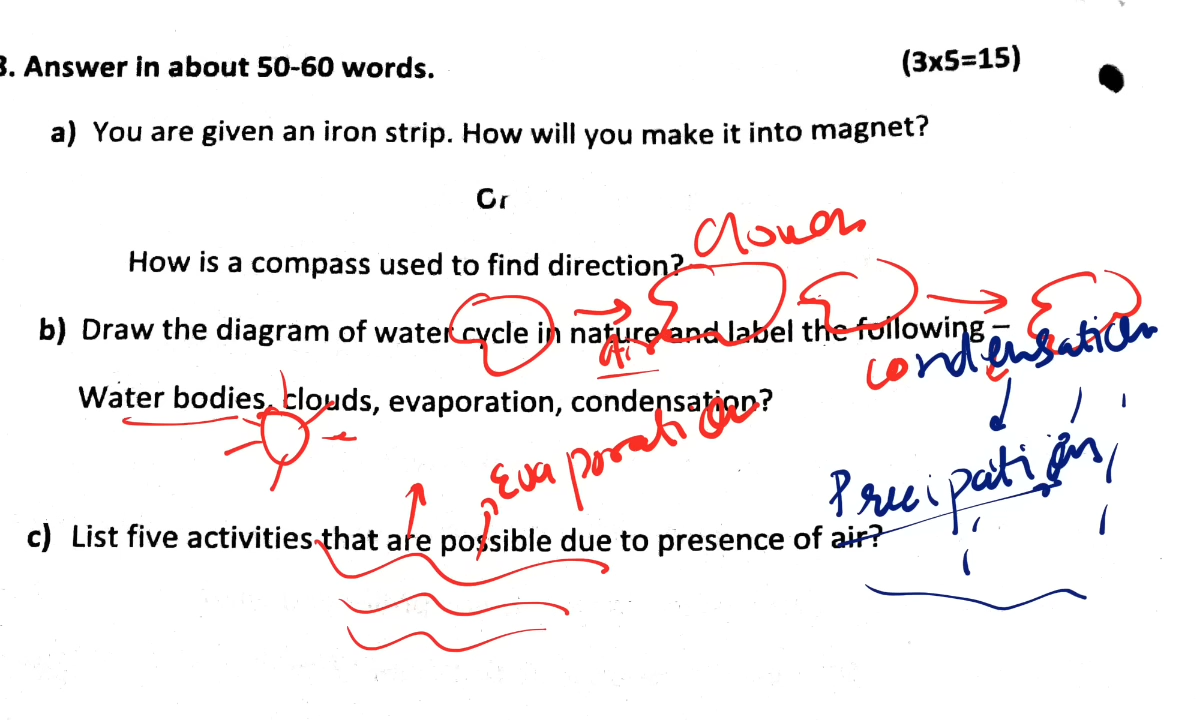 3. Answer in about 50-60 words. (3x5=15)
a) You are given an iron strip. How will you make it into magnet?
Or
How is a compass used to find direction?
b) Draw the diagram of water cycle in nature and label the following –
Air
condensation
Water bodies, clouds, evaporation, condensation?
Evaporation
Precipation
c) List five activities that are possible due to presence of air?